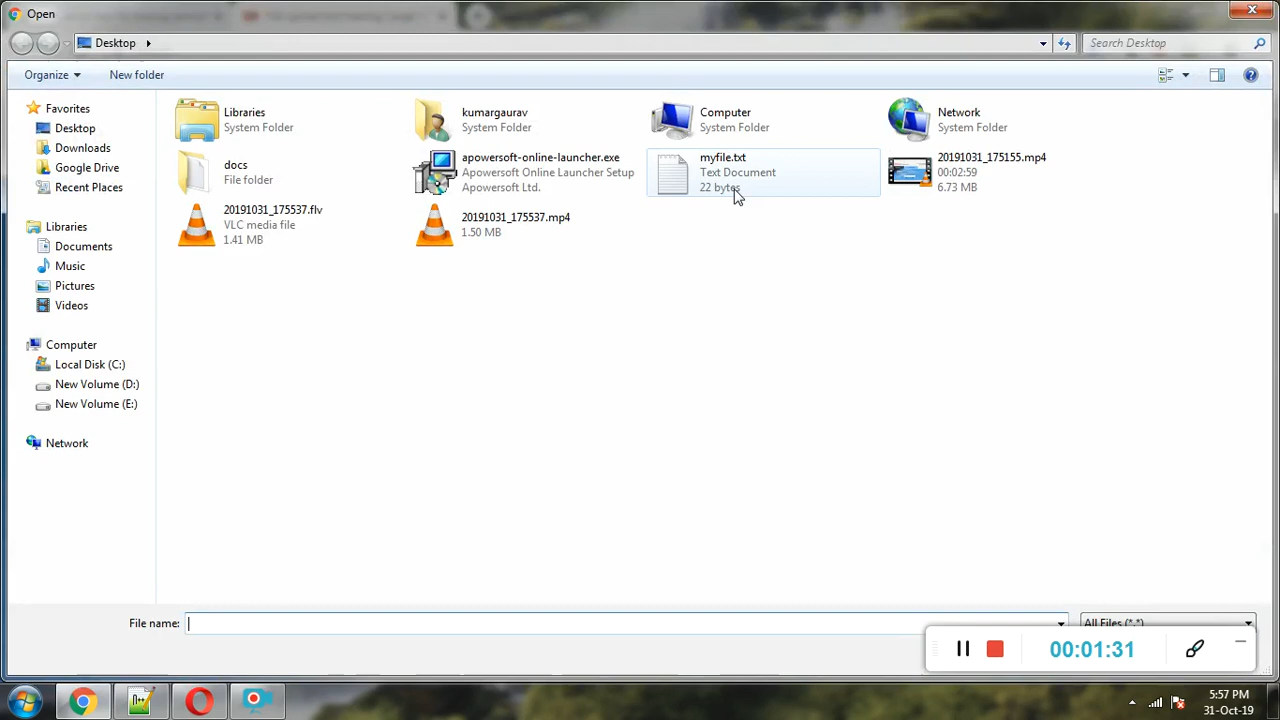 Open
Desktop
Search Desktop
Organize
New folder
Favorites
Desktop
Downloads
Google Drive
Recent Places
Libraries
Documents
Music
Pictures
Videos
Computer
Local Disk (C:)
New Volume (D:)
New Volume (E:)
Network
Libraries
System Folder
kumargaurav
System Folder
Computer
System Folder
Network
System Folder
docs
File folder
apowersoft-online-launcher.exe
Apowersoft Online Launcher Setup
Apowersoft Ltd.
myfile.txt
Text Document
22 bytes
20191031_175155.mp4
00:02:59
6.73 MB
20191031_175537.flv
VLC media file
1.41 MB
20191031_175537.mp4
1.50 MB
File name:
All Files (*.*)
00:01:31
5:57 PM
31-Oct-19